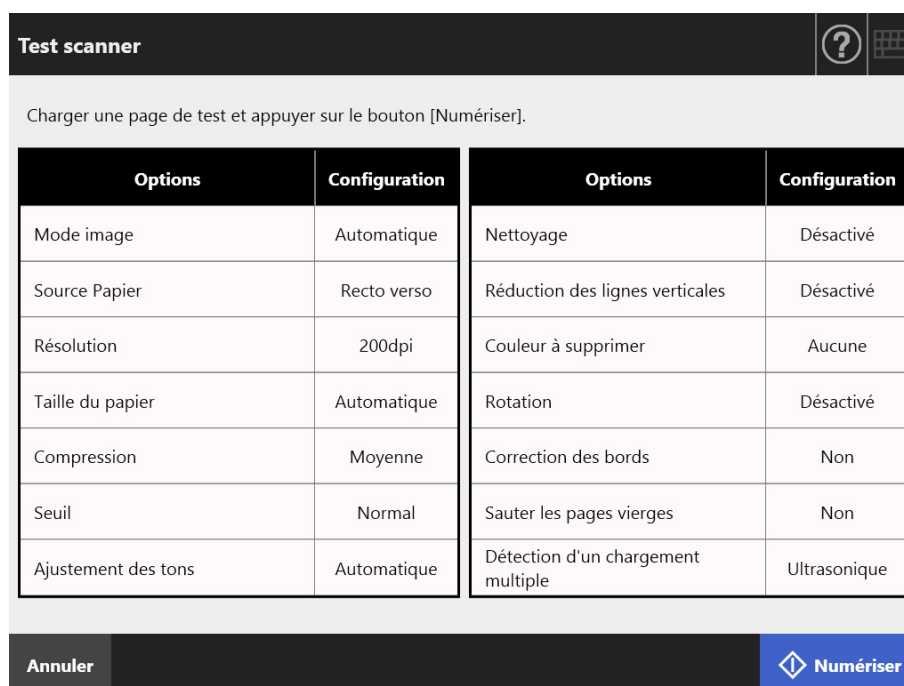 Test scanner
?
Charger une page de test et appuyer sur le bouton [Numériser].
Options Configuration Options Configuration
Mode image Automatique Nettoyage Désactivé
Source Papier Recto verso Réduction des lignes verticales Désactivé
Résolution 200dpi Couleur à supprimer Aucune
Taille du papier Automatique Rotation Désactivé
Compression Moyenne Correction des bords Non
Seuil Normal Sauter les pages vierges Non
Ajustement des tons Automatique Détection d'un chargement
multiple Ultrasonique
Annuler Numériser